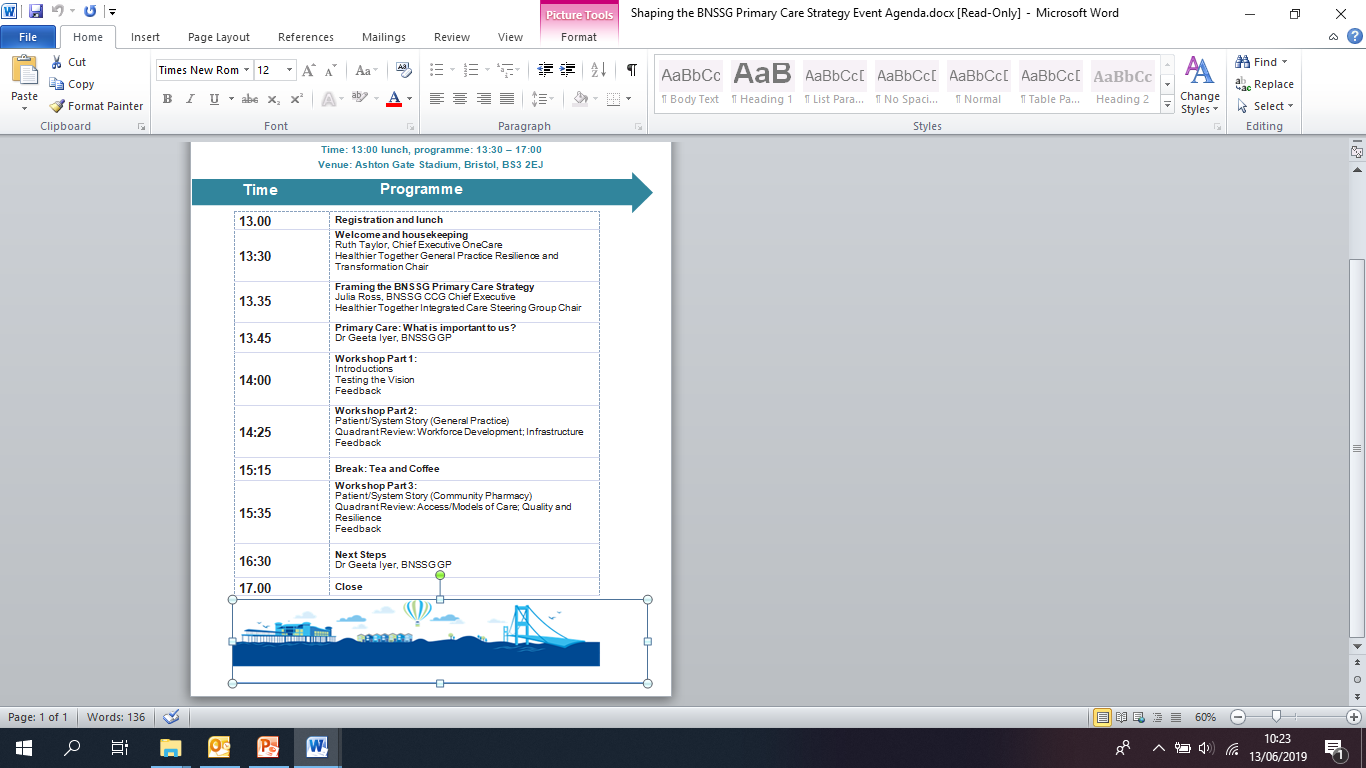 Picture Tools
Shaping the BNSSG Primary Care Strategy Event Agenda.docx [Read-Only] - Microsoft Word
File Home Insert Page Layout References Mailings Review View Format
Paste
Cut
Copy
Format Painter
Clipboard
Times New Rom 12
Font
Paragraph
AaBbCc AaB AaBbCcD AaBbCcD AaBbCcD AaBbCcD AaBbCc
¶ Body Text ¶ Heading 1 ¶ List Para... ¶ No Spaci... ¶ Normal ¶ Table Pa... Heading 2
Change Styles
Styles
Find
Replace
Select
Editing
Time: 13:00 lunch, programme: 13:30 – 17:00
Venue: Ashton Gate Stadium, Bristol, BS3 2EJ
Time Programme
13.00 Registration and lunch
13:30 Welcome and housekeeping
Ruth Taylor, Chief Executive OneCare
Healthier Together General Practice Resilience and
Transformation Chair
13.35 Framing the BNSSG Primary Care Strategy
Julia Ross, BNSSG CCG Chief Executive
Healthier Together Integrated Care Steering Group Chair
13.45 Primary Care: What is important to us?
Dr Geeta Iyer, BNSSG GP
14:00 Workshop Part 1:
Introductions
Testing the Vision
Feedback
14:25 Workshop Part 2:
Patient/System Story (General Practice)
Quadrant Review: Workforce Development; Infrastructure
Feedback
15:15 Break: Tea and Coffee
15:35 Workshop Part 3:
Patient/System Story (Community Pharmacy)
Quadrant Review: Access/Models of Care; Quality and
Resilience
Feedback
16:30 Next Steps
Dr Geeta Iyer, BNSSG GP
17.00 Close
Page: 1 of 1 Words: 136 60%
10:23
13/06/2019